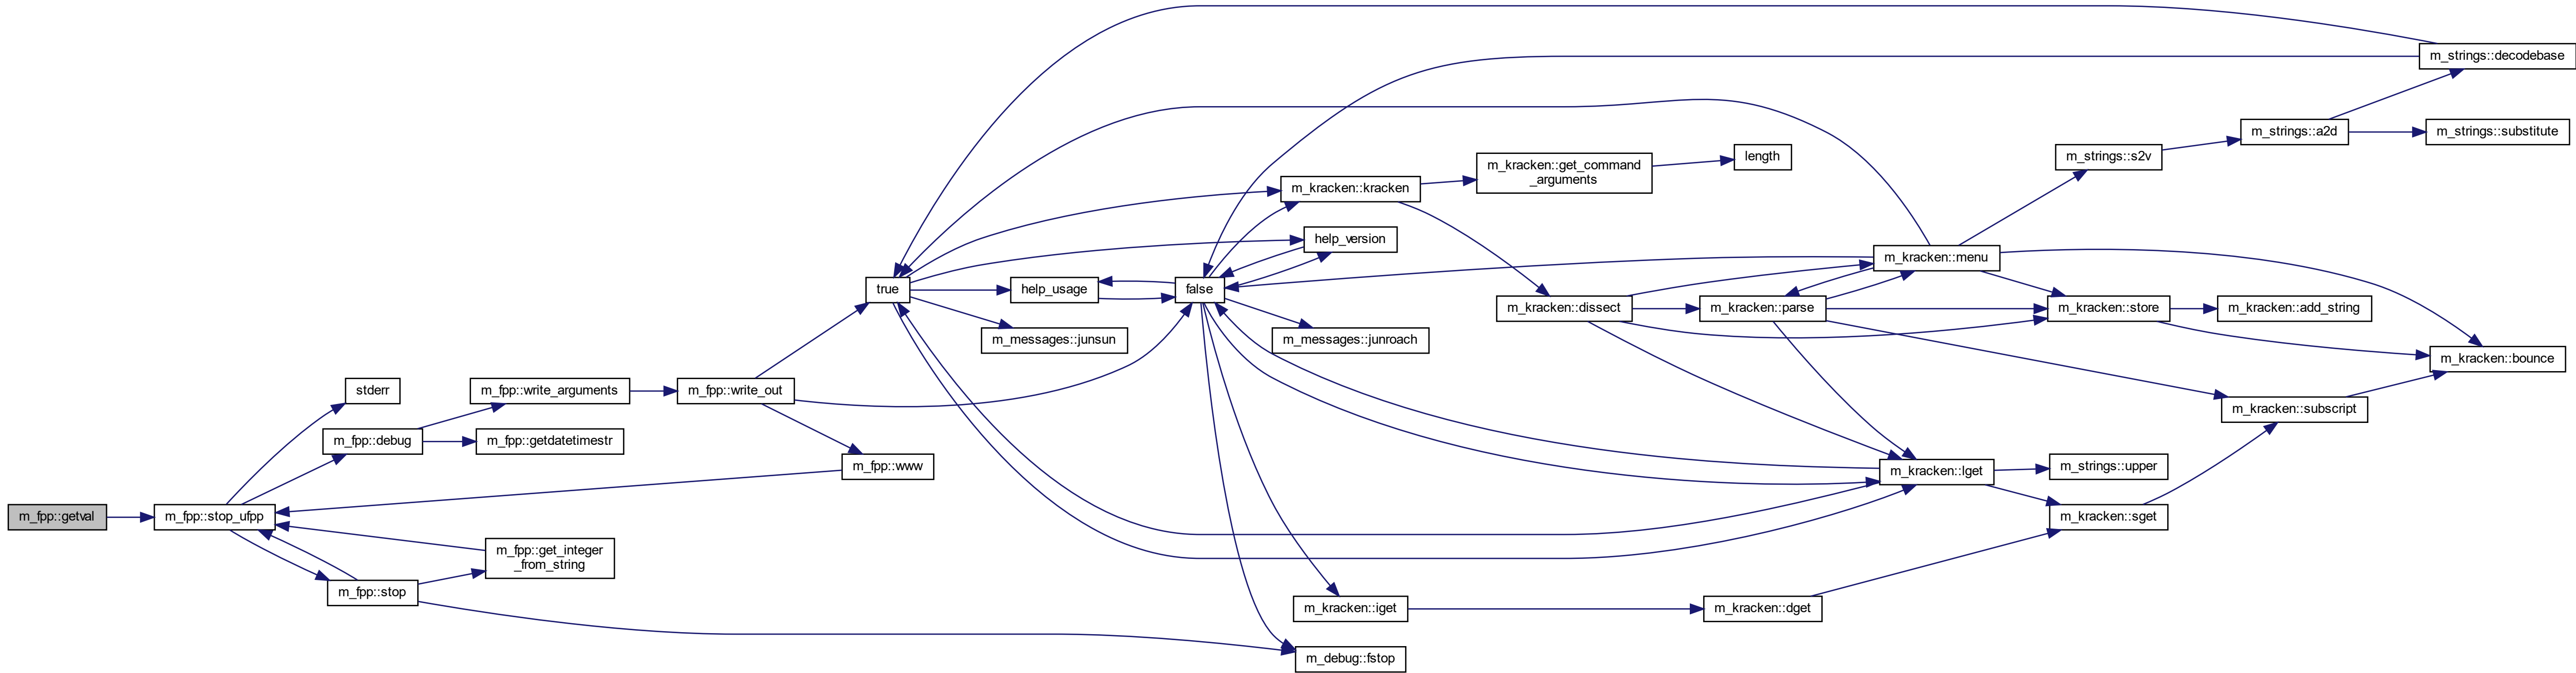 m_fpp::getval
m_fpp::stop_ufpp
stderr
m_fpp::debug
m_fpp::stop
m_fpp::write_arguments
m_fpp::getdatetimestr
m_fpp::get_integer
_from_string
m_fpp::write_out
true
m_fpp::www
help_usage
m_messages::junsun
false
m_kracken::kracken
help_version
m_messages::junroach
m_kracken::iget
m_debug::fstop
m_kracken::get_command
_arguments
m_kracken::dissect
length
m_kracken::parse
m_kracken::dget
m_kracken::menu
m_kracken::lget
m_strings::s2v
m_kracken::store
m_strings::upper
m_kracken::sget
m_strings::a2d
m_kracken::add_string
m_kracken::subscript
m_strings::decodebase
m_strings::substitute
m_kracken::bounce